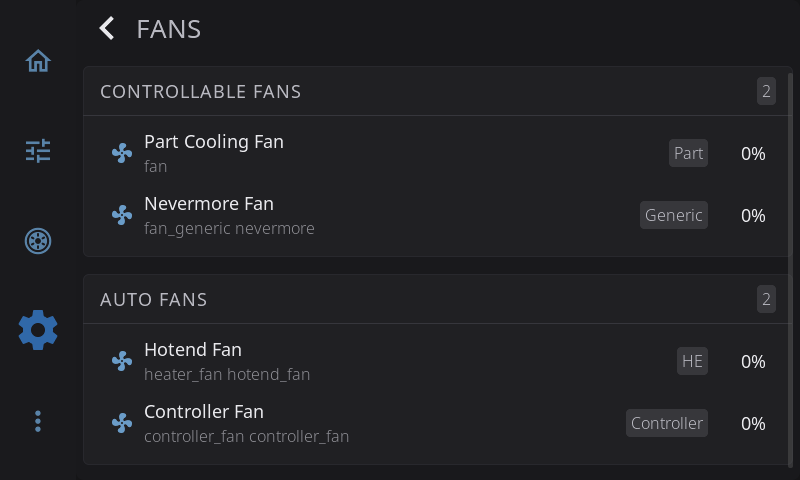 FANS
CONTROLLABLE FANS 2
Part Cooling Fan
fan
Part 0%
Nevermore Fan
fan_generic nevermore
Generic 0%
AUTO FANS 2
Hotend Fan
heater_fan hotend_fan
HE 0%
Controller Fan
controller_fan controller_fan
Controller 0%